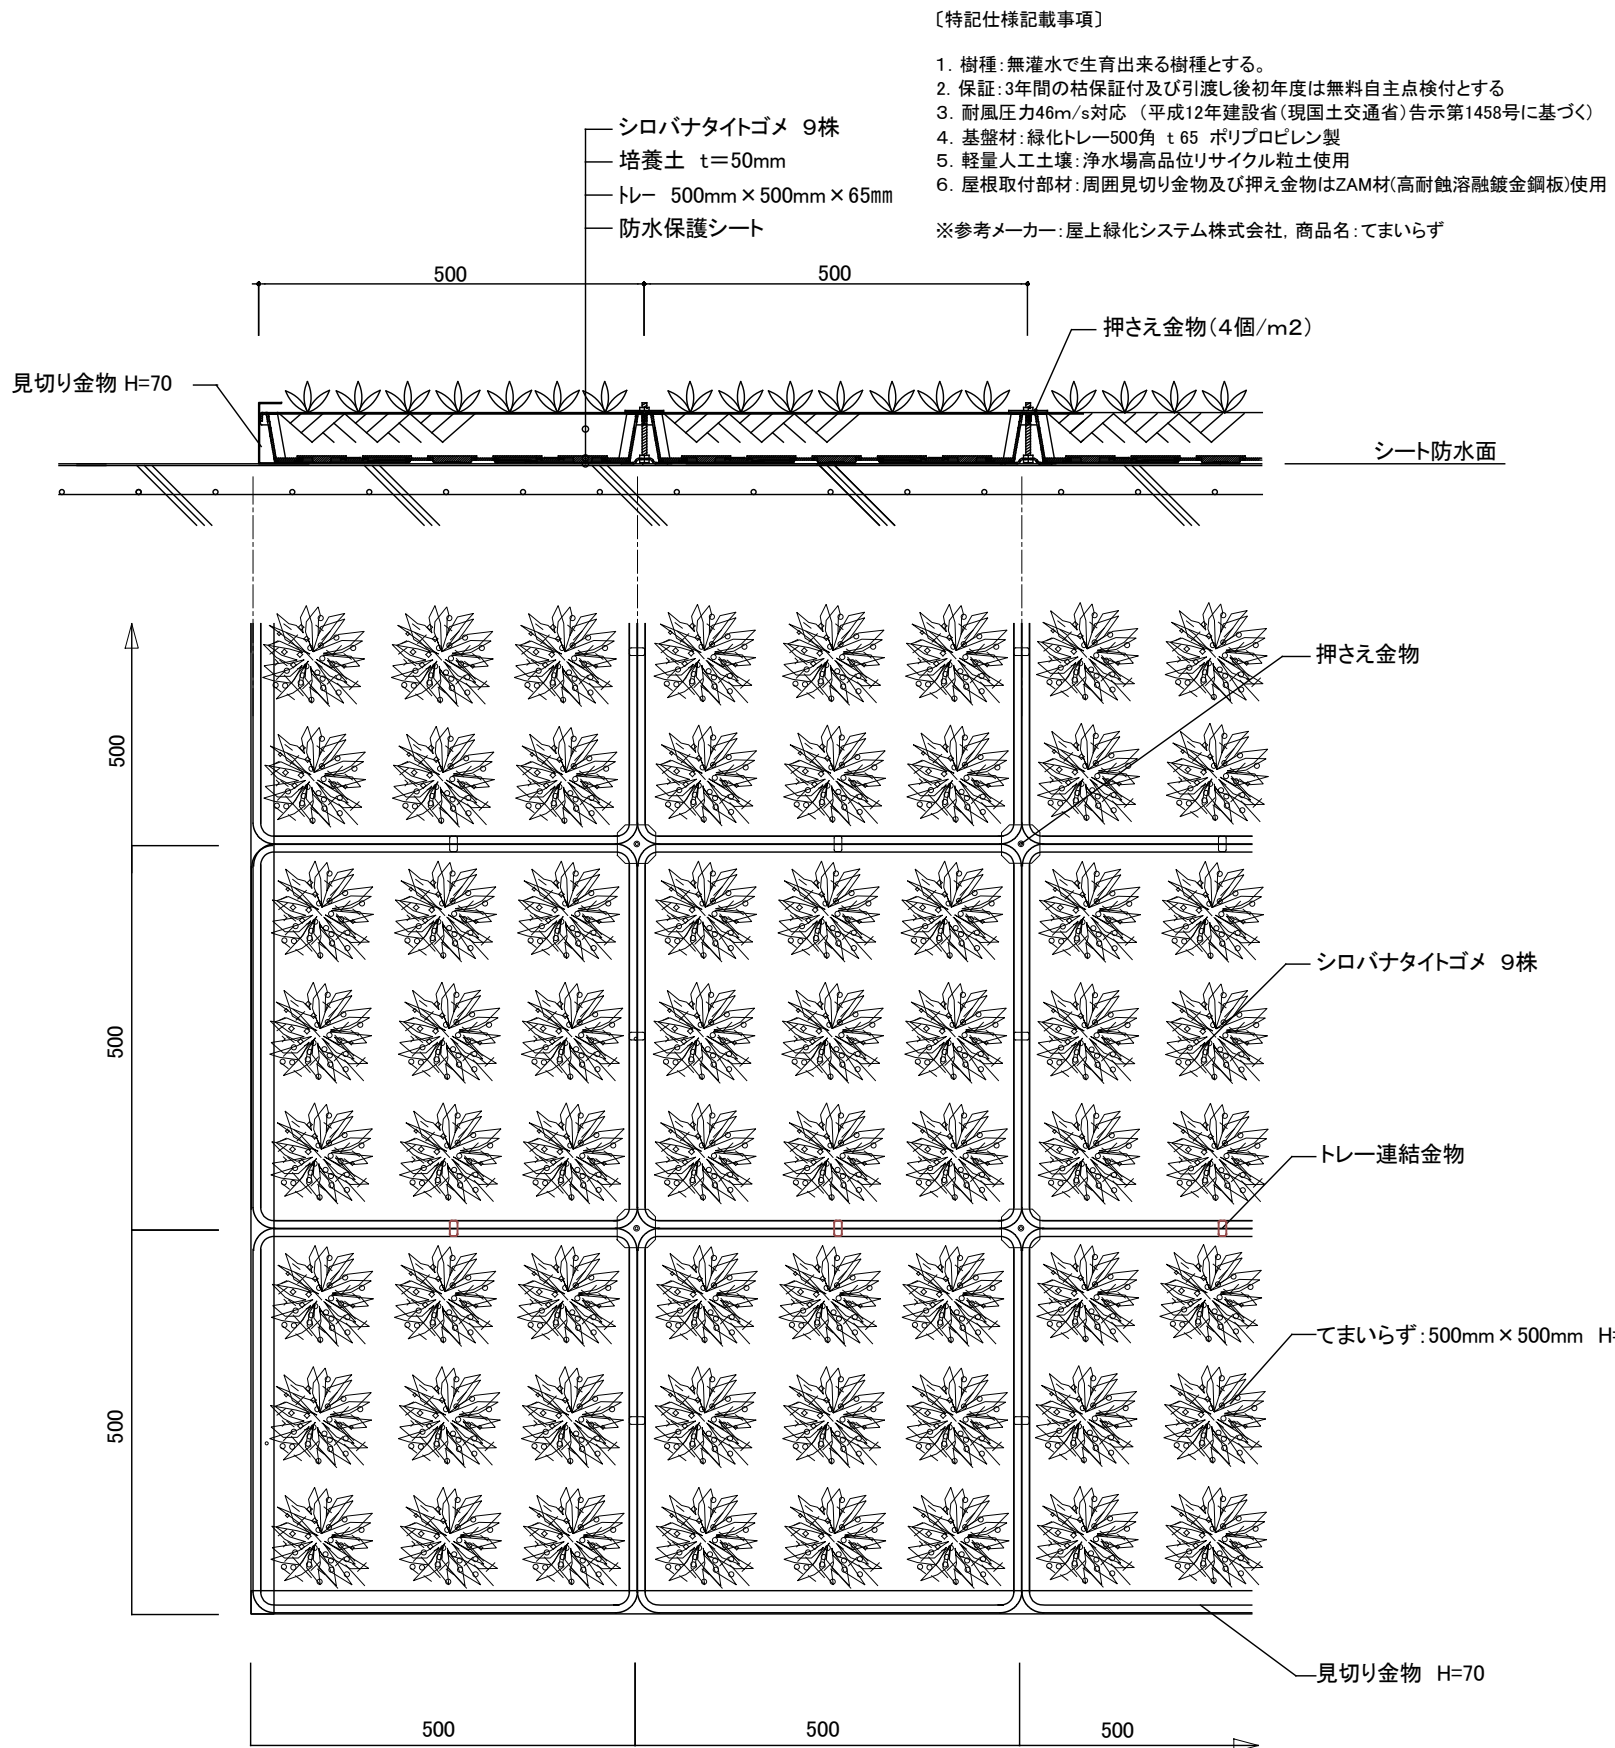 〔特記仕様記載事項〕
1. 樹種：無灌水で生育出来る樹種とする。
2. 保証：3年間の枯保証付及び引渡し後初年度は無料自主点検付とする
3. 耐風圧力46m/s対応 （平成12年建設省（現国土交通省）告示第1458号に基づく）
4. 基盤材：緑化トレー500角 t 65 ポリプロピレン製
5. 軽量人工土壌：浄水場高品位リサイクル粒土使用
6. 屋根取付部材：周囲見切り金物及び押え金物はZAM材(高耐蝕溶融鍍金鋼板)使用
※参考メーカー：屋上緑化システム株式会社, 商品名：てまいらず
シロバナタイトゴメ 9株
培養土 t＝50mm
トレー 500mm×500mm×65mm
防水保護シート
500
500
押さえ金物（4個/m2）
見切り金物 H=70
シート防水面
押さえ金物
500
シロバナタイトゴメ 9株
500
トレー連結金物
てまいらず：500mm×500mm H=
500
見切り金物 H=70
500
500
500